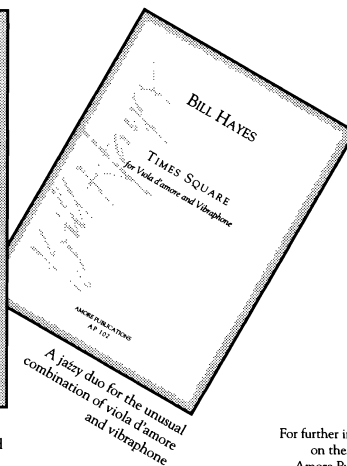 BILL HAYES
TIMES SQUARE
for Viola d'amore and Vibraphone
AMORE PUBLICATIONS
AP 102
A jazzy duo for the unusual
combination of viola d'amore
and vibraphone
For further
on the
Amore